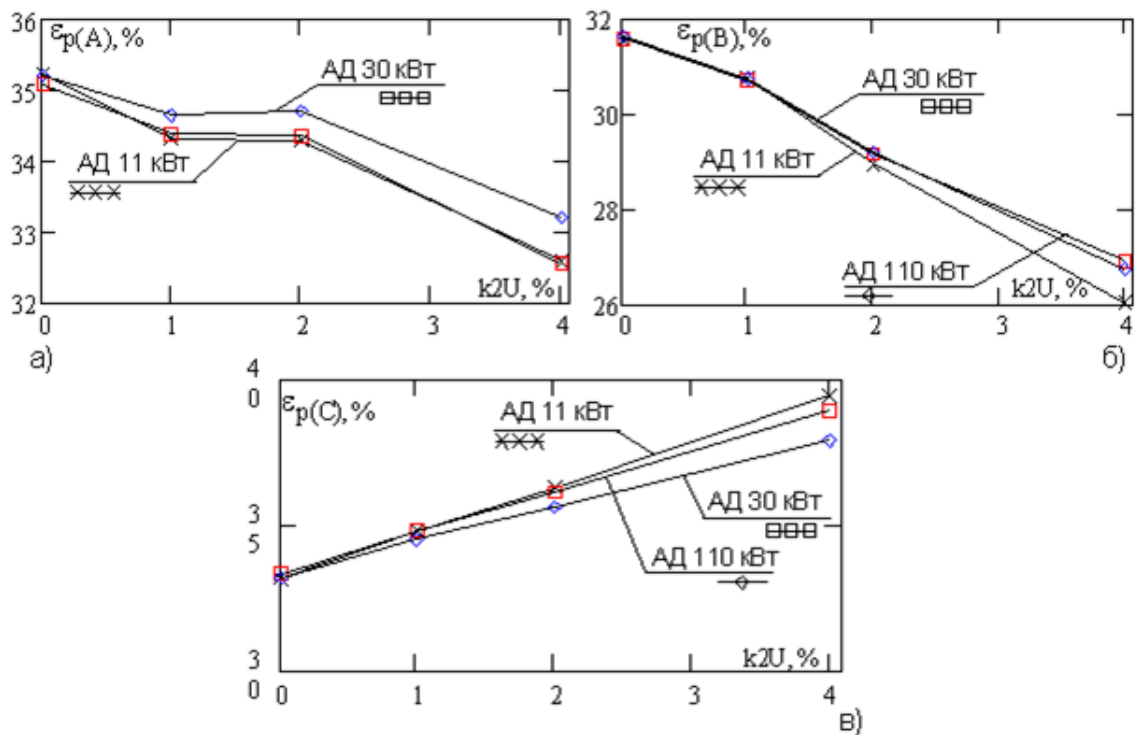 36
εp(A), %
АД 30 кВт
35
34
АД 11 кВт
33
k2U, %
32
0 1 2 3 4
а)
32
εp(B), %
АД 30 кВт
30
АД 11 кВт
28
АД 110 кВт
k2U, %
26
0 1 2 3 4
б)
4
0
εp(C), %
АД 11 кВт
3
5
АД 30 кВт
АД 110 кВт
3
0
k2U, %
0 1 2 3 4
в)